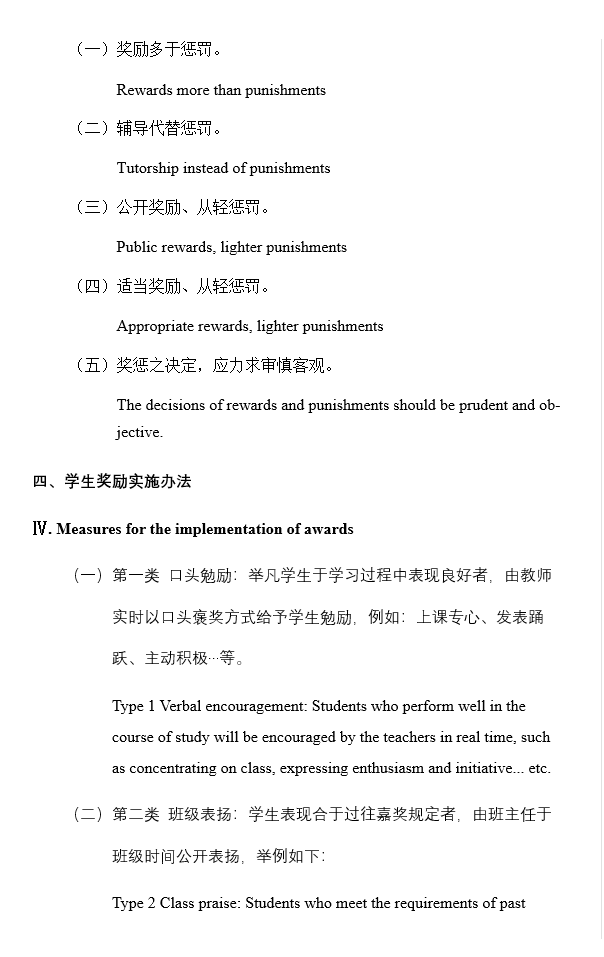 （一）奖励多于惩罚。
Rewards more than punishments
（二）辅导代替惩罚。
Tutorship instead of punishments
（三）公开奖励、从轻惩罚。
Public rewards, lighter punishments
（四）适当奖励、从轻惩罚。
Appropriate rewards, lighter punishments
（五）奖惩之决定，应力求审慎客观。
The decisions of rewards and punishments should be prudent and ob-
jective.
四、学生奖励实施办法
Ⅳ. Measures for the implementation of awards
（一）第一类 口头勉励：举凡学生于学习过程中表现良好者，由教师
实时以口头褒奖方式给予学生勉励，例如：上课专心、发表踊
跃、主动积极…等。
Type 1 Verbal encouragement: Students who perform well in the
course of study will be encouraged by the teachers in real time, such
as concentrating on class, expressing enthusiasm and initiative... etc.
（二）第二类 班级表扬：学生表现合于过往嘉奖规定者，由班主任于
班级时间公开表扬，举例如下：
Type 2 Class praise: Students who meet the requirements of past